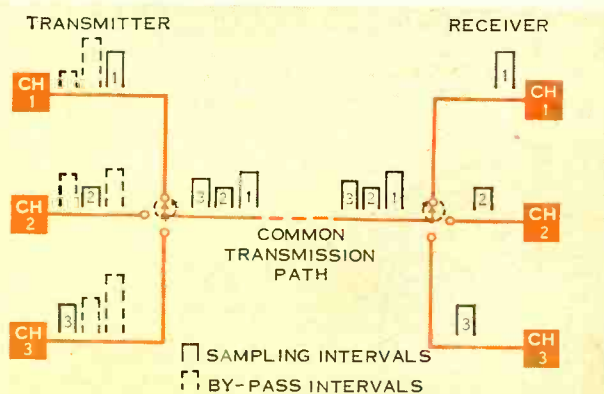 TRANSMITTER
RECEIVER
1
1
CH
1
CH
1
2
3 2 1
3 2 1
2
CH
2
CH
2
COMMON
TRANSMISSION
PATH
3
3
CH
3
CH
3
SAMPLING INTERVALS
BY-PASS INTERVALS